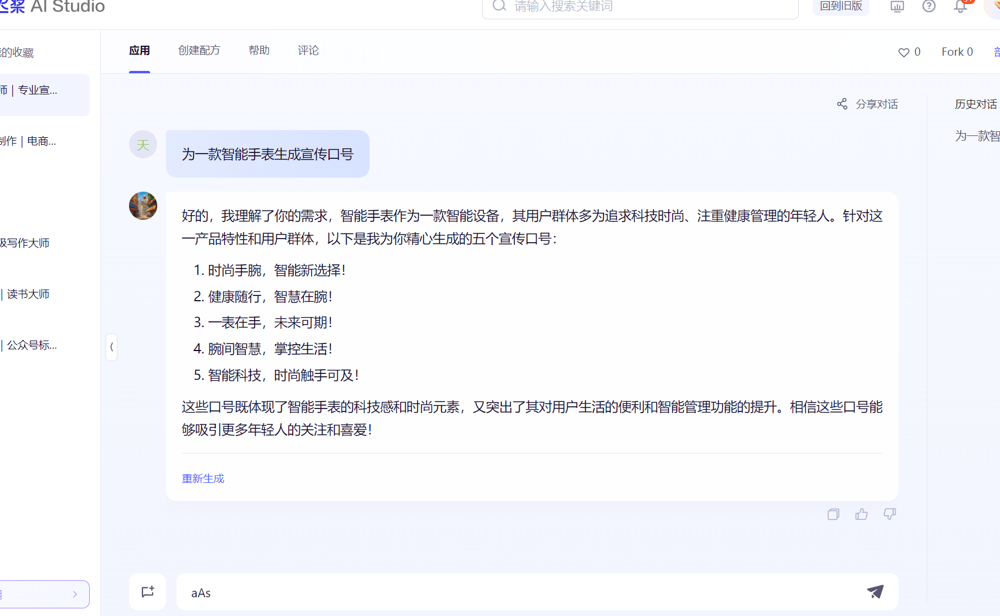 桨 AI Studio
请输入搜索关键词
回到旧版
的收藏
应用
创建配方
帮助
评论
0
Fork 0
师 | 专业宣...
分享对话
历史对话
制作 | 电商...
天
为一款智能手表生成宣传口号
为一款智
好的，我理解了你的需求，智能手表作为一款智能设备，其用户群体多为追求科技时尚、注重健康管理的年轻人。针对这
一产品特性和用户群体，以下是我为你精心生成的五个宣传口号：
1. 时尚手腕，智能新选择！
2. 健康随行，智慧在腕！
3. 一表在手，未来可期！
4. 腕间智慧，掌控生活！
5. 智能科技，时尚触手可及！
级写作大师
| 读书大师
| 公众号标...
这些口号既体现了智能手表的科技感和时尚元素，又突出了其对用户生活的便利和智能管理功能的提升。相信这些口号能
够吸引更多年轻人的关注和喜爱！
重新生成
aAs